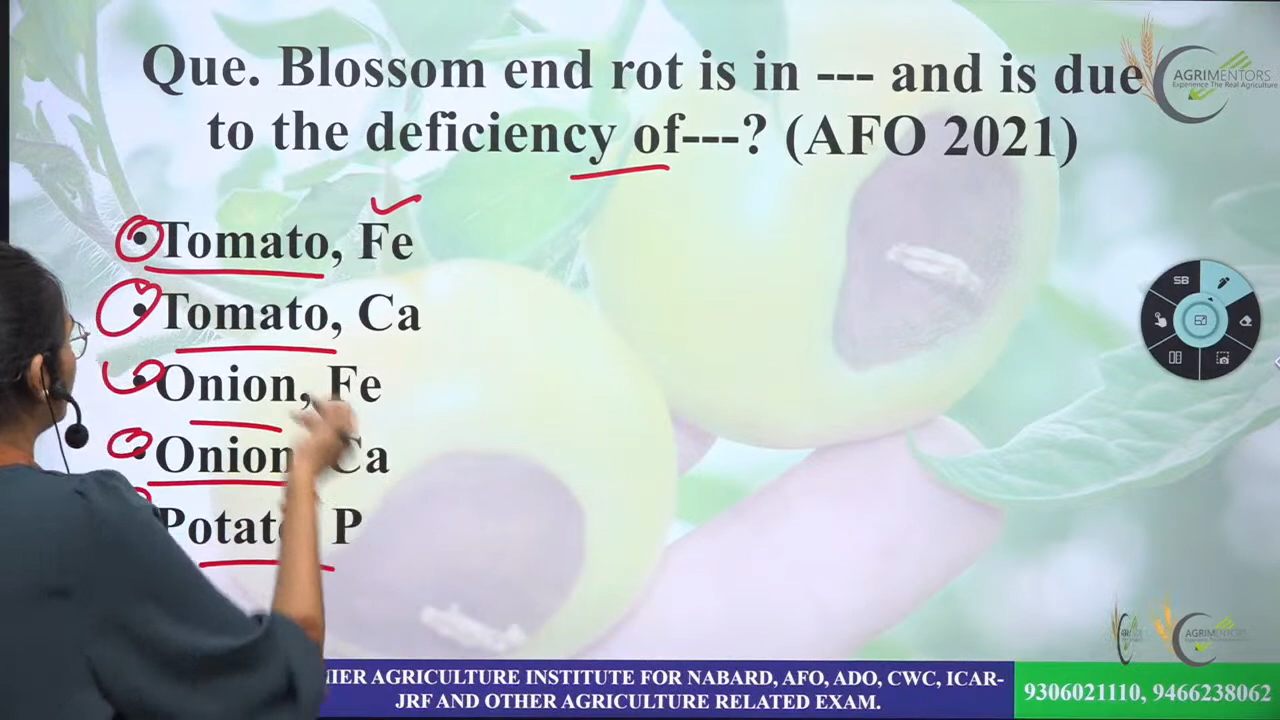 Que. Blossom end rot is in --- and is due
to the deficiency of---? (AFO 2021)
AGRIMENTORS
Experience The Real Agriculture
• Tomato, Fe
• Tomato, Ca
SB
• Onion, Fe
• Onion Ca
Potato P
AGRIMENTORS
MIER AGRICULTURE INSTITUTE FOR NABARD, AFO, ADO, CWC, ICAR-
JRF AND OTHER AGRICULTURE RELATED EXAM.
9306021110, 9466238062